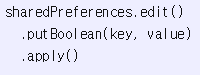 sharedPreferences.edit()
  .putBoolean(key, value)
  .apply()